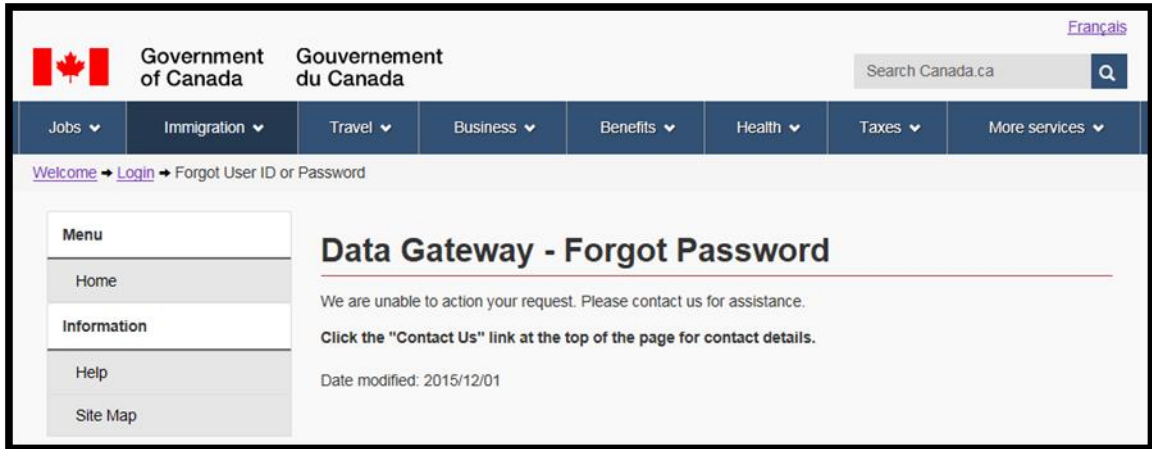 Français
Government of Canada
Gouvernement du Canada
Search Canada.ca
Jobs Immigration Travel Business Benefits Health Taxes More services
Welcome → Login → Forgot User ID or Password
Menu
Home
Information
Help
Site Map
Data Gateway - Forgot Password
We are unable to action your request. Please contact us for assistance.
Click the "Contact Us" link at the top of the page for contact details.
Date modified: 2015/12/01